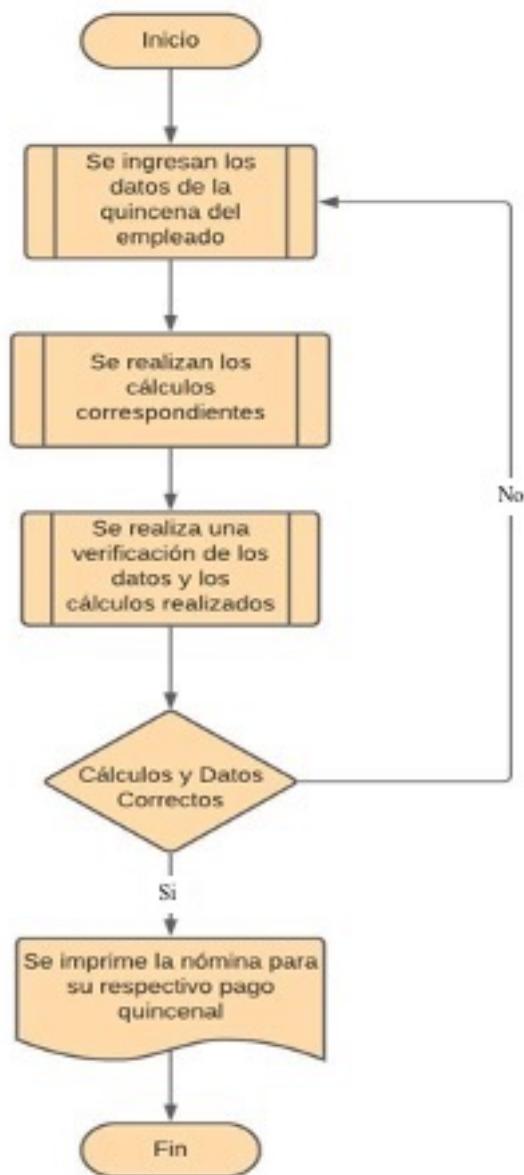 Inicio
Se ingresan los
datos de la
quincena del
empleado
Se realizan los
cálculos
correspondientes
No
Se realiza una
verificación de los
datos y los
cálculos realizados
Cálculos y Datos
Correctos
Si
Se imprime la nómina para
su respectivo pago
quincenal
Fin